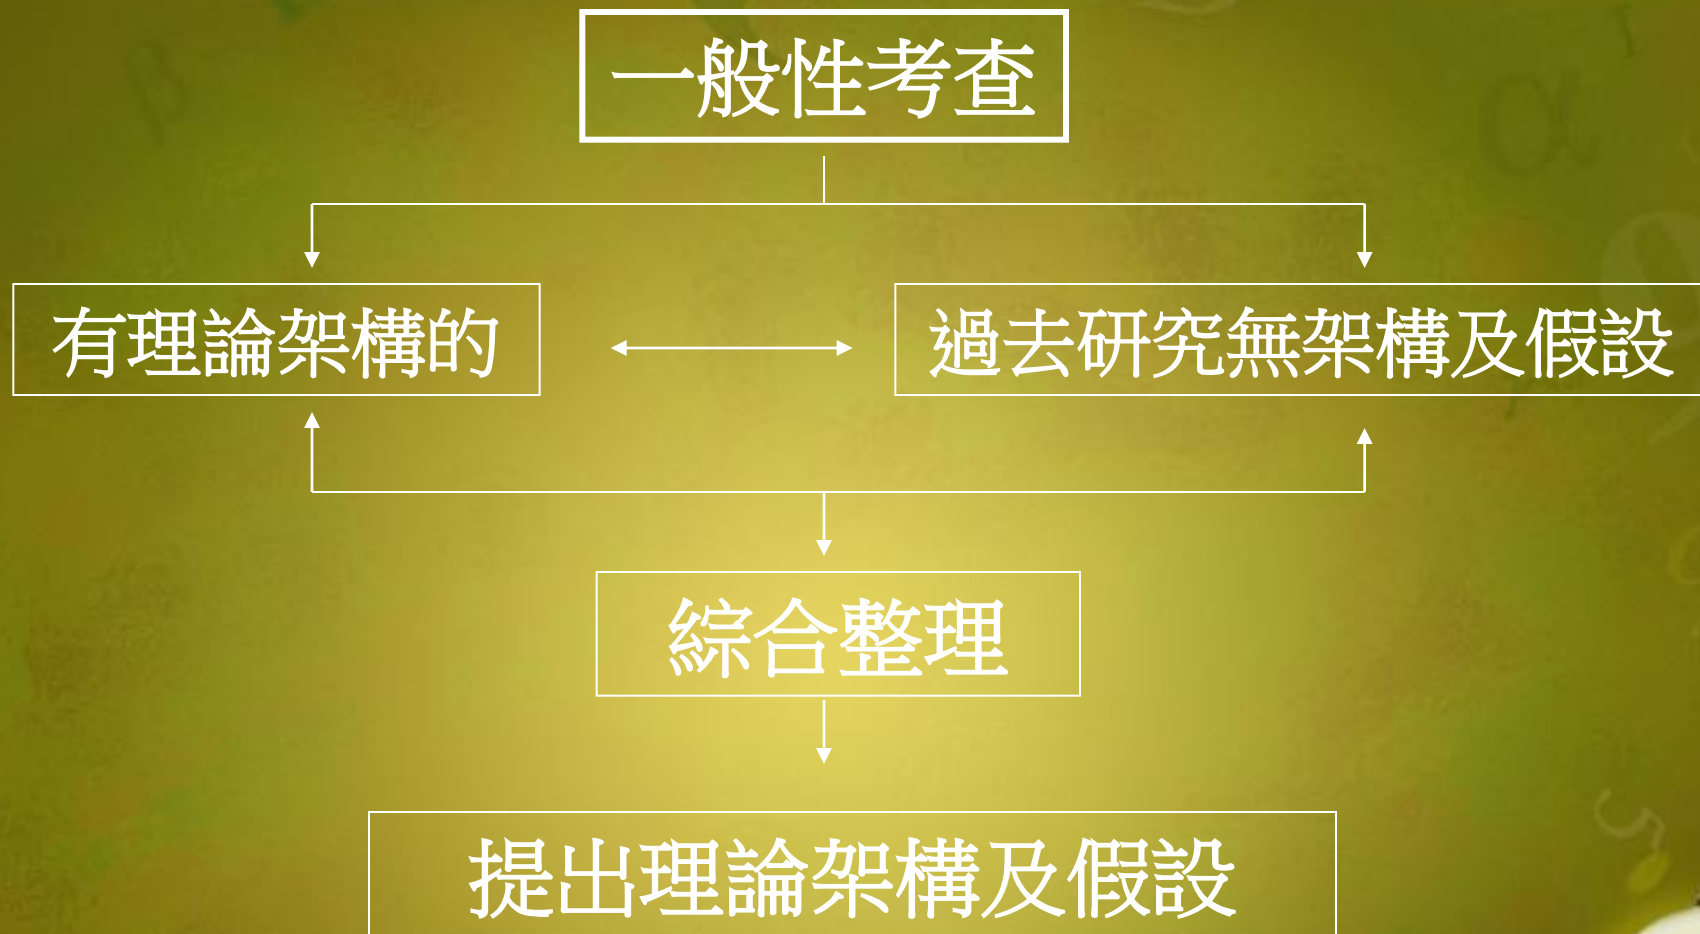 一般性考查
有理論架構的
過去研究無架構及假設
綜合整理
提出理論架構及假設